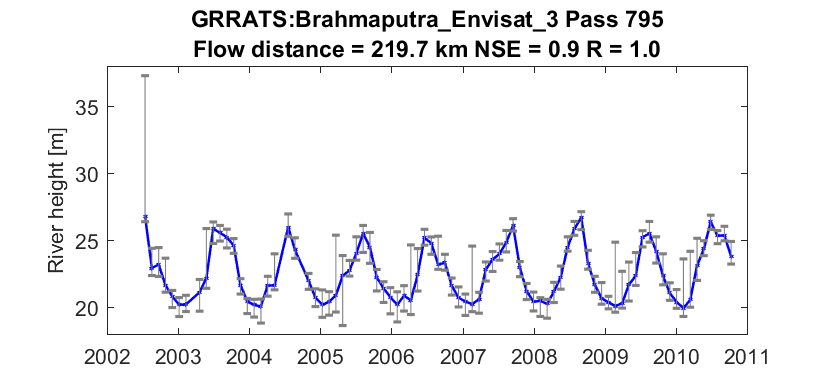 GRRATS:Brahmaputra_Envisat_3 Pass 795
Flow distance = 219.7 km NSE = 0.9 R = 1.0
River height [m]
35
30
25
20
2002 2003 2004 2005 2006 2007 2008 2009 2010 2011